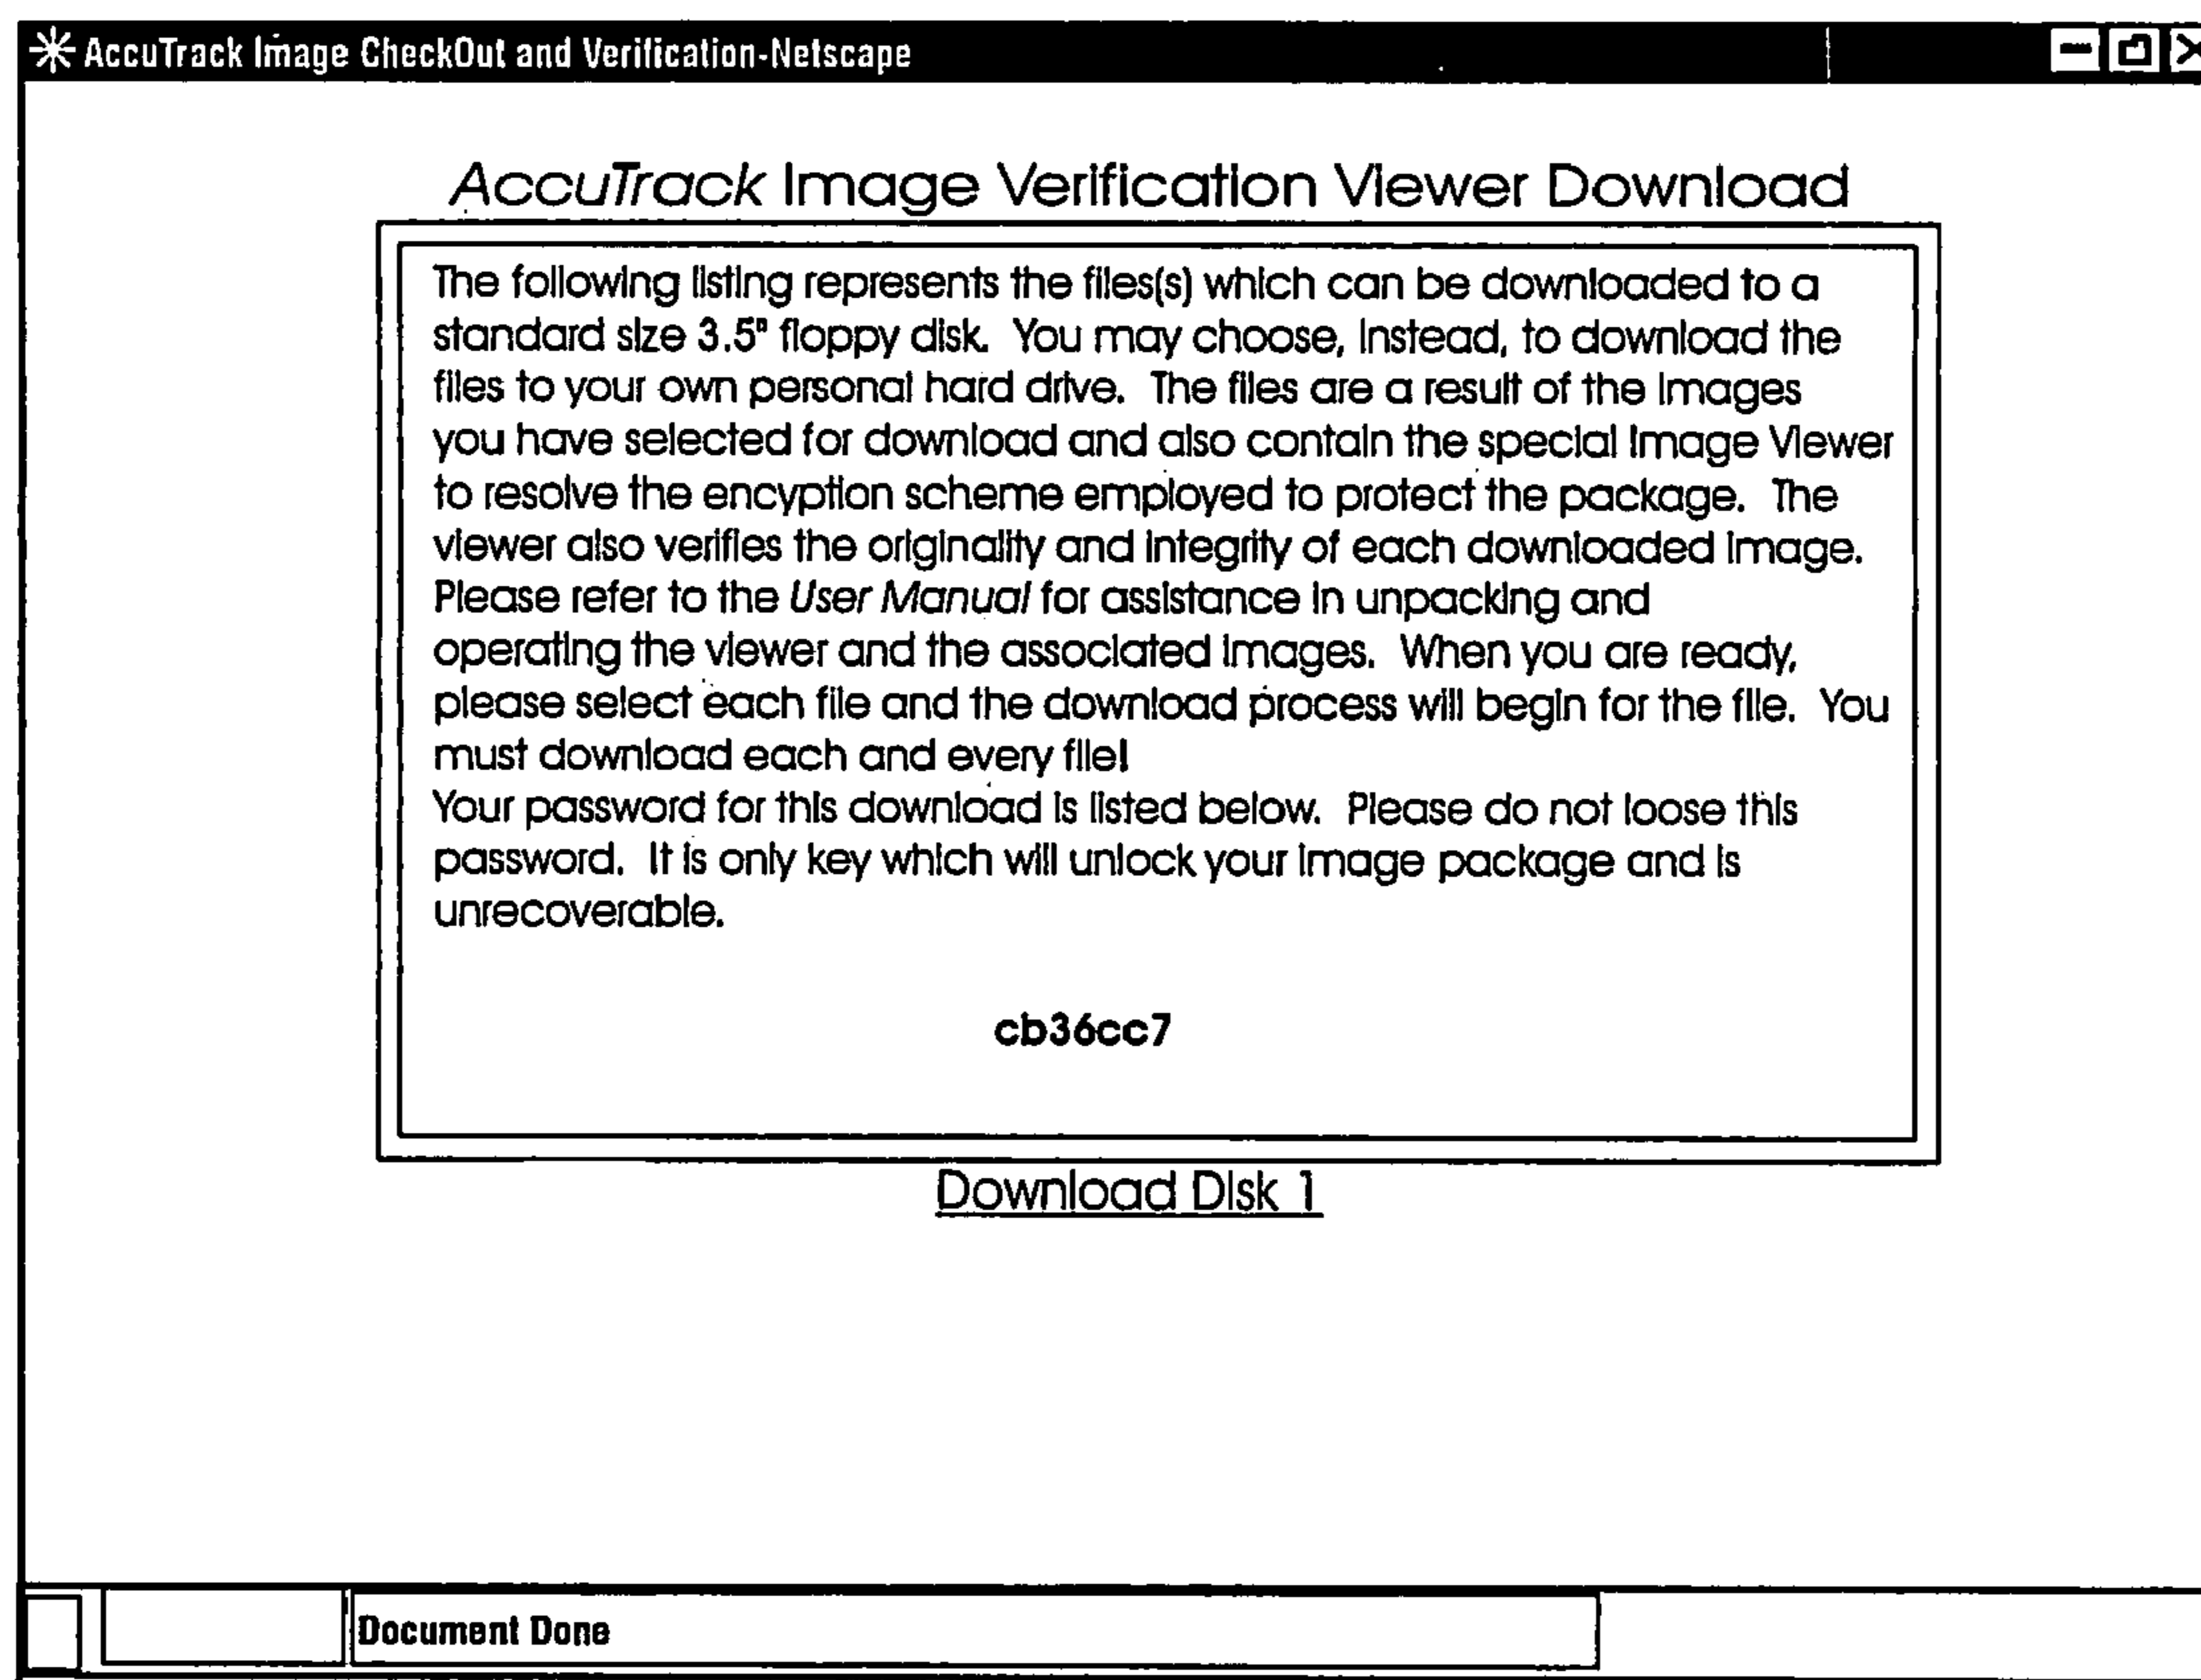 AccuTrack Image CheckOut and Verification-Netscape
AccuTrack Image Verification Viewer Download
The following listing represents the files(s) which can be downloaded to a
standard size 3.5" floppy disk. You may choose, instead, to download the
files to your own personal hard drive. The files are a result of the images
you have selected for download and also contain the special Image Viewer
to resolve the encyption scheme employed to protect the package. The
viewer also verifies the originality and integrity of each downloaded image.
Please refer to the User Manual for assistance in unpacking and
operating the viewer and the associated images. When you are ready,
please select each file and the download process will begin for the file. You
must download each and every file!
Your password for this download is listed below. Please do not loose this
password. It is only key which will unlock your image package and is
unrecoverable.
cb36cc7
Download Disk 1
Document Done